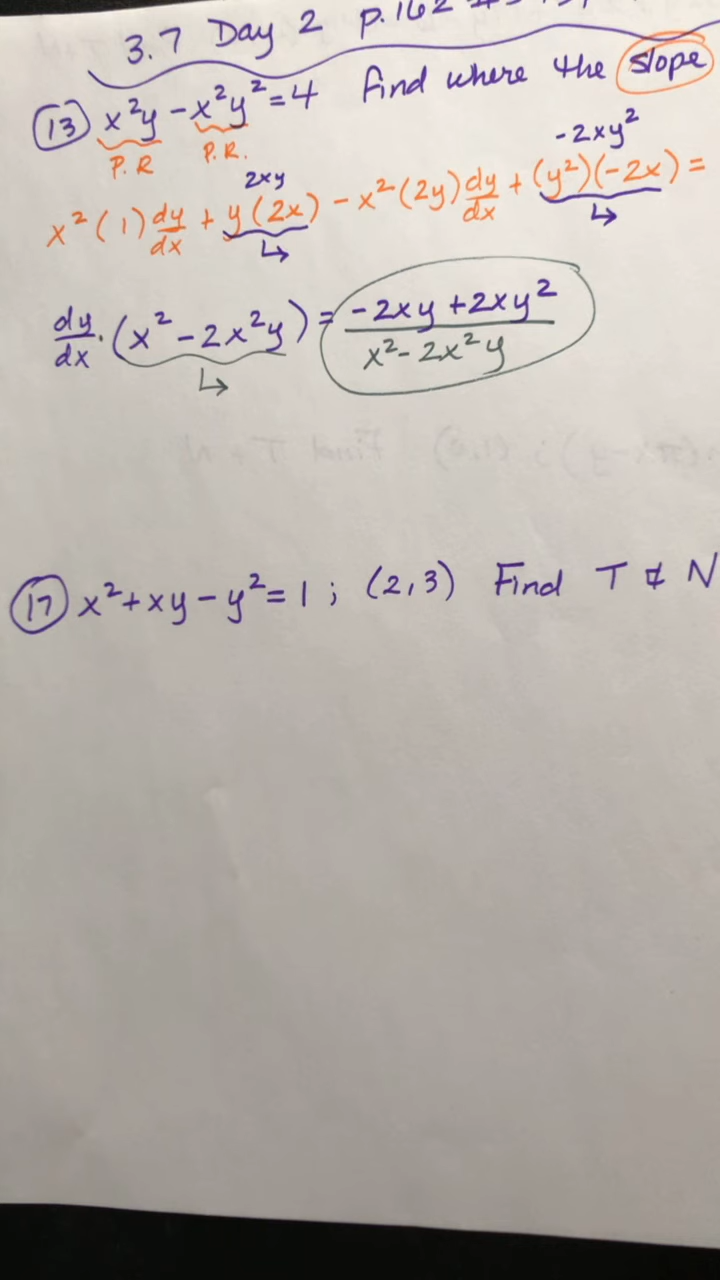 3.7 Day 2 p.162
(13) x²y - x²y² = 4 find where the slope
P.R P.R.
2xy -2xy²
x²(1) dy/dx + y(2x) - x²(2y) dy/dx + (y²)(-2x) =
dy/dx · (x² - 2x²y) = (-2xy + 2xy²)/(x² - 2x²y)
(17) x² + xy - y² = 1 ; (2,3) Find T & N